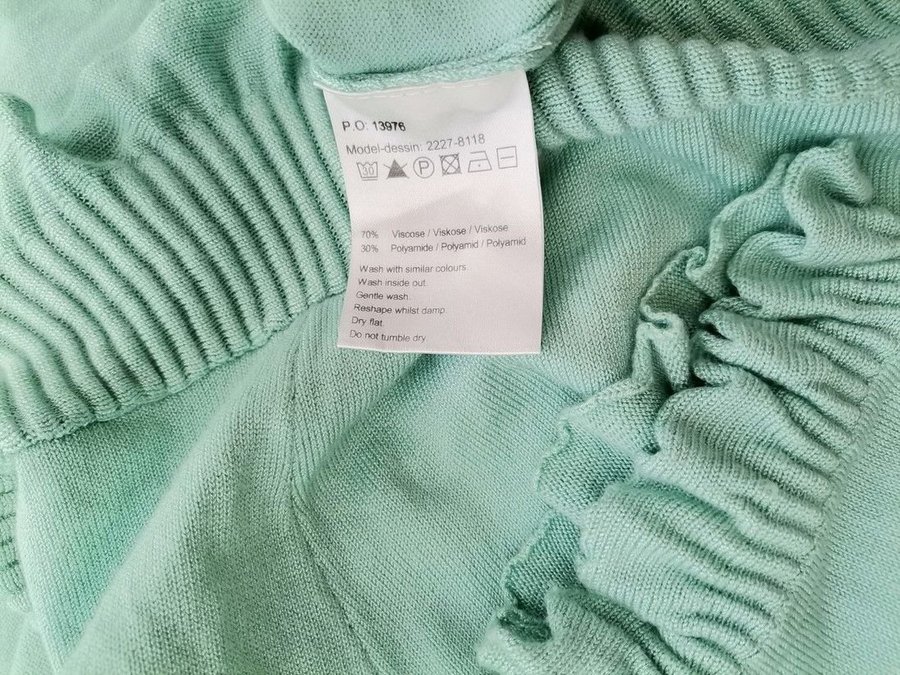 P.O: 13976
Model-dessin: 2227-8118
30 P
70% Viscose / Viskose / Viskose
30% Polyamide / Polyamid / Polyamid
Wash with similar colours.
Wash inside out.
Gentle wash.
Reshape whilst damp.
Dry flat.
Do not tumble dry.